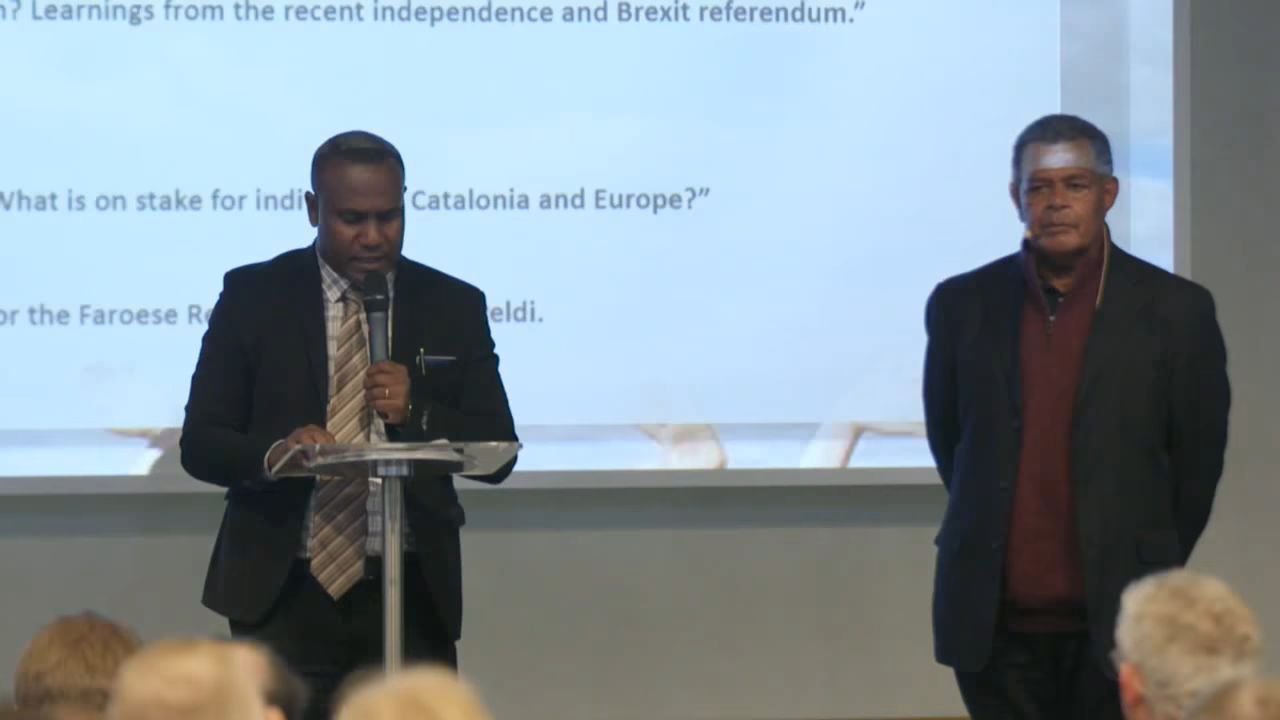 ? Learnings from the recent independence and Brexit referendum.”
What is on stake for indi Catalonia and Europe?”
or the Faroese Re eldi.